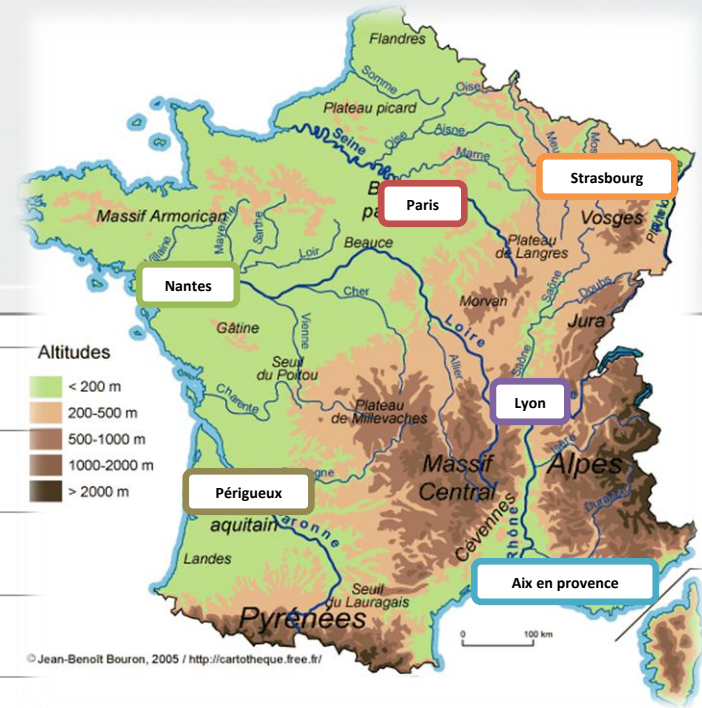 Flandres
Somme
Oise
Plateau picard
Seine
Oise
Aisne
Marne
Strasbourg
Paris
Vosges
Massif Armoricain
Mayenne
Sarthe
Vilaine
Loir
Beauce
Plateau
de Langres
Nantes
Cher
Saône
Doubs
Morvan
Gâtine
Vienne
Loire
Jura
Altitudes
< 200 m
200-500 m
500-1000 m
1000-2000 m
> 2000 m
Seuil
du Poitou
Allier
Saône
Charente
Plateau
de Millevaches
Lyon
Isère
Massif
Central
Alpes
Périgueux
aquitain
Garonne
Cévennes
Rhône
Landes
Aix en provence
Seuil
du Lauragais
Pyrénées
0 100 km
© Jean-Benoît Bouron, 2005 / http://cartotheque.free.fr/